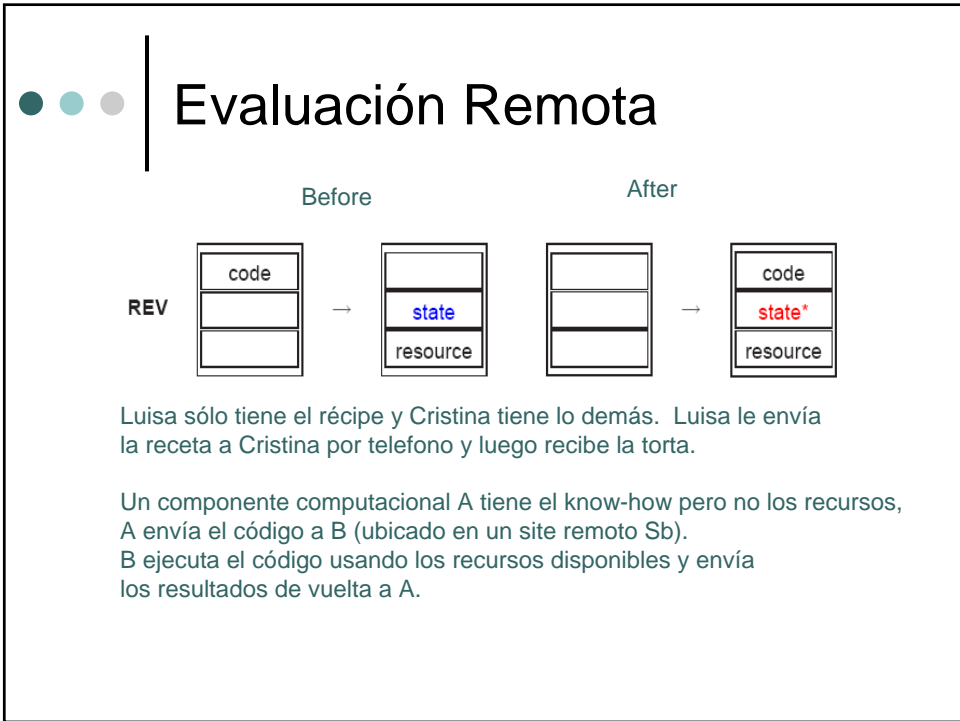 Evaluación Remota
Before
After
code
code
REV
→
state
→
state*
resource
resource
Luisa sólo tiene el récipe y Cristina tiene lo demás. Luisa le envía
la receta a Cristina por telefono y luego recibe la torta.
Un componente computacional A tiene el know-how pero no los recursos,
A envía el código a B (ubicado en un site remoto Sb).
B ejecuta el código usando los recursos disponibles y envía
los resultados de vuelta a A.